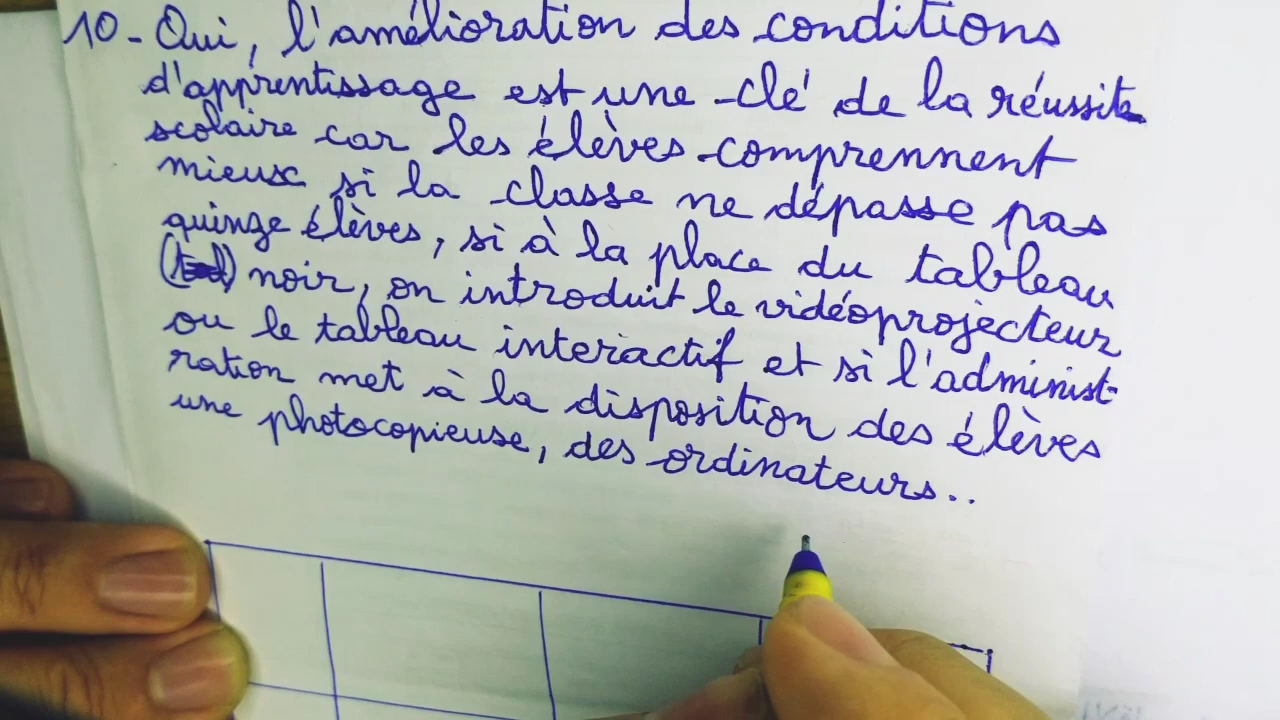 10 - Oui, l'amélioration des conditions
d'apprentissage est une clé de la réussite
scolaire car les élèves comprennent
mieux si la classe ne dépasse pas
quinze élèves, si à la place du tableau
noir, on introduit le vidéoprojecteur
ou le tableau interactif et si l'administ-
ration met à la disposition des élèves
une photocopieuse, des ordinateurs..